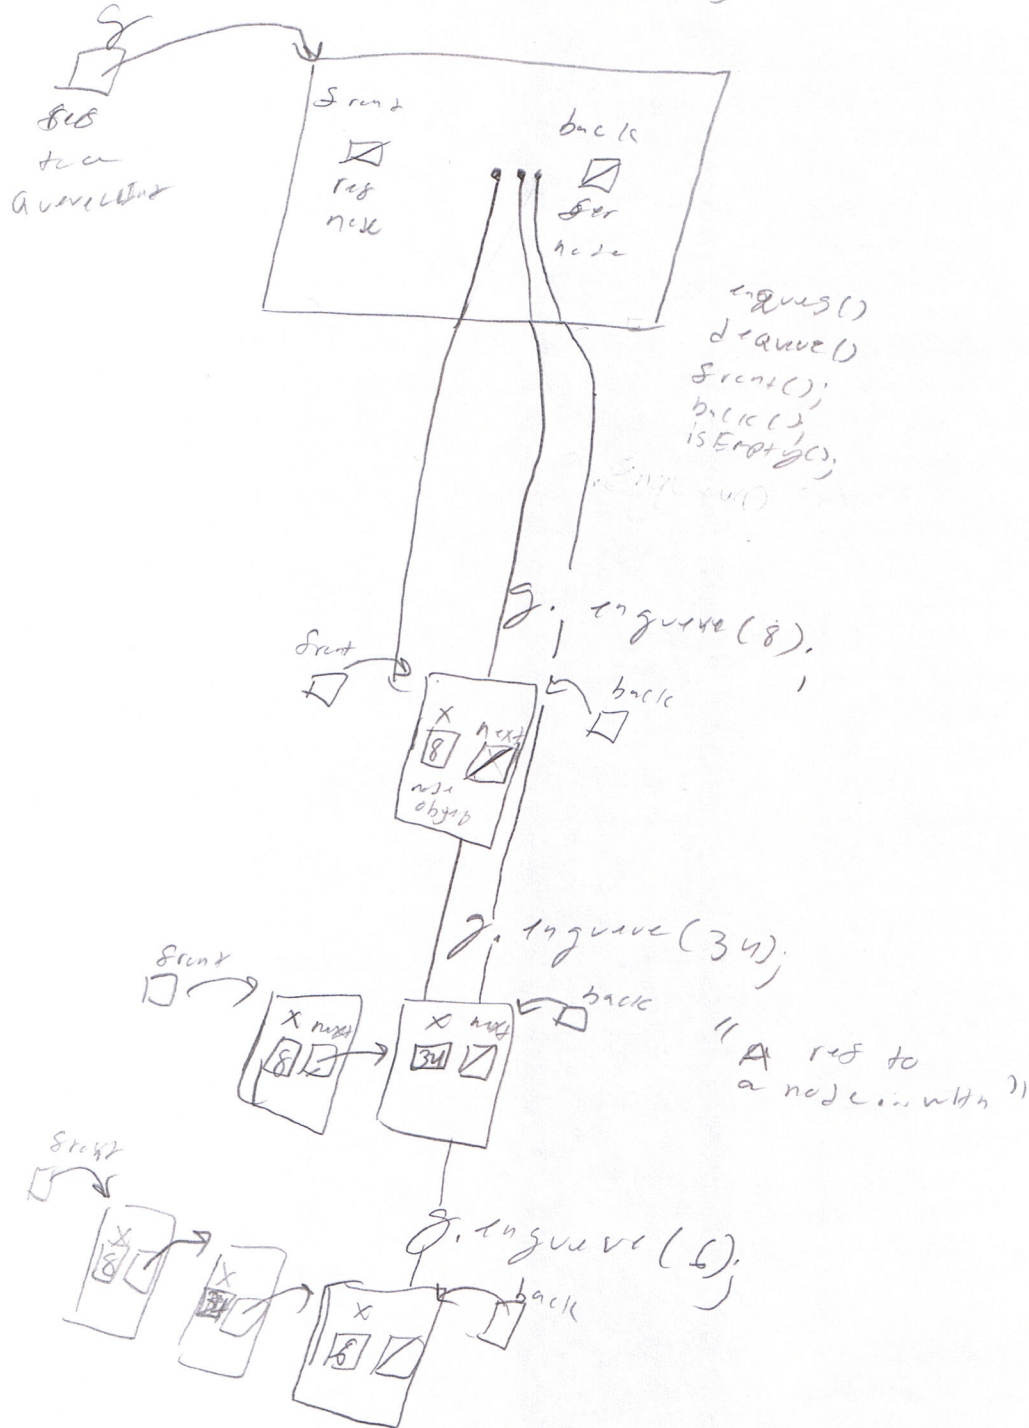 q
ref
to a
QueueInt
front
ref
node
back
ref
node
enqueue()
dequeue()
front();
back();
isEmpty();
q. enqueue(8);
front
back
x next
8
node
object
q. enqueue(34);
front
back
x next
8
x next
34
"A ref to
a node...
front
q. enqueue(6);
x
8
x
34
back
x
6